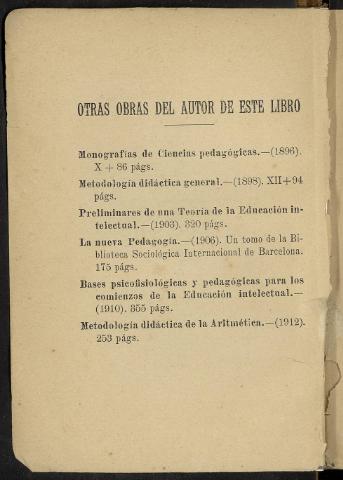 OTRAS OBRAS DEL AUTOR DE ESTE LIBRO
Monografías de Ciencias pedagógicas.—(1896).
X + 86 págs.
Metodología didáctica general.—(1898). XII+94
págs.
Preliminares de una Teoría de la Educación in-
telectual.—(1903). 320 págs.
La nueva Pedagogía.—(1906). Un tomo de la Bi-
blioteca Sociológica Internacional de Barcelona.
175 págs.
Bases psicofisiológicas y pedagógicas para los
comienzos de la Educación intelectual.—
(1910). 355 págs.
Metodología didáctica de la Aritmética.—(1912).
253 págs.